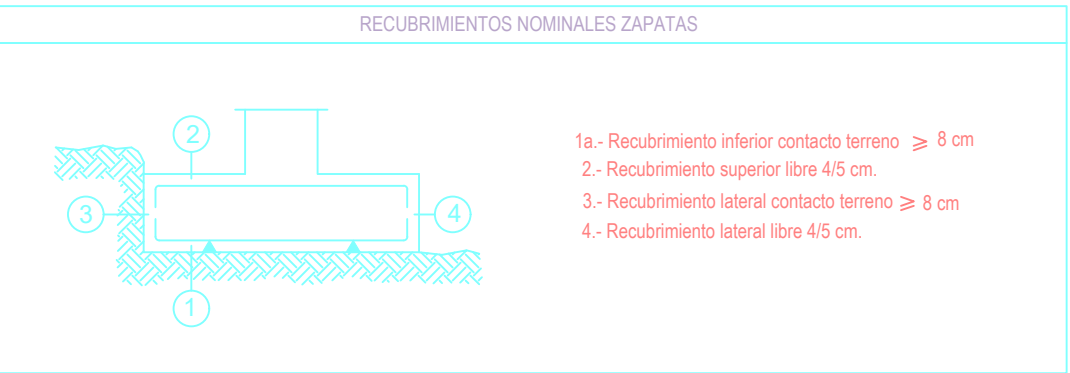 RECUBRIMIENTOS NOMINALES ZAPATAS
2
3
4
1
1a.- Recubrimiento inferior contacto terreno ⩾ 8 cm
2.- Recubrimiento superior libre 4/5 cm.
3.- Recubrimiento lateral contacto terreno ⩾ 8 cm
4.- Recubrimiento lateral libre 4/5 cm.